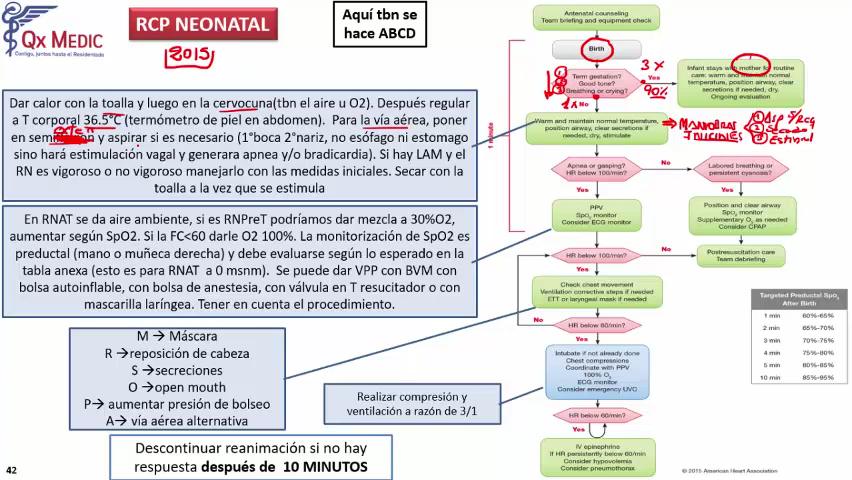 Qx MEDIC
Contigo, juntos hasta el Residentado
RCP NEONATAL
2015
Aquí tbn se
hace ABCD
Dar calor con la toalla y luego en la cervocuna(tbn el aire u O2). Después regular
a T corporal 36.5°C (termómetro de piel en abdomen). Para la vía aérea, poner
en y aspirar si es necesario (1°boca 2°nariz, no esófago ni estomago
sino hará estimulación vagal y generara apnea y/o bradicardia). Si hay LAM y el
RN es vigoroso o no vigoroso manejarlo con las medidas iniciales. Secar con la
toalla a la vez que se estimula
En RNAT se da aire ambiente, si es RNPreT podríamos dar mezcla a 30%O2,
aumentar según SpO2. Si la FC<60 darle O2 100%. La monitorización de SpO2 es
preductal (mano o muñeca derecha) y debe evaluarse según lo esperado en la
tabla anexa (esto es para RNAT a 0 msnm). Se puede dar VPP con BVM con
bolsa autoinflable, con bolsa de anestesia, con válvula en T resucitador o con
mascarilla laríngea. Tener en cuenta el procedimiento.
M → Máscara
R →reposición de cabeza
S →secreciones
O →open mouth
P→ aumentar presión de bolseo
A→ vía aérea alternativa
Realizar compresión y
ventilación a razón de 3/1
Descontinuar reanimación si no hay
respuesta después de 10 MINUTOS
42
Antenatal counseling
Team briefing and equipment check
Birth
3 x
Term gestation?
Good tone?
Breathing or crying?
Yes
90%
Infant stays with mother for routine
care: warm and maintain normal
temperature, position airway, clear
secretions if needed, dry.
Ongoing evaluation
No
1 minute
Warm and maintain normal temperature,
position airway, clear secretions if
needed, dry, stimulate
MANIOBRAS
INICIALES
Apnea or gasping?
HR below 100/min?
No
Labored breathing or
persistent cyanosis?
Yes
Yes
PPV
SpO2 monitor
Consider ECG monitor
Position and clear airway
SpO2 monitor
Supplementary O2 as needed
Consider CPAP
HR below 100/min?
No
Postresuscitation care
Team debriefing
Yes
Check chest movement
Ventilation corrective steps if needed
ETT or laryngeal mask if needed
No
HR below 60/min?
Yes
Intubate if not already done
Chest compressions
Coordinate with PPV
100% O2
ECG monitor
Consider emergency UVC
HR below 60/min?
Yes
IV epinephrine
If HR persistently below 60/min
Consider hypovolemia
Consider pneumothorax
Targeted Preductal SpO2
After Birth
1 min 60%-65%
2 min 65%-70%
3 min 70%-75%
4 min 75%-80%
5 min 80%-85%
10 min 85%-95%
© 2015 American Heart Association